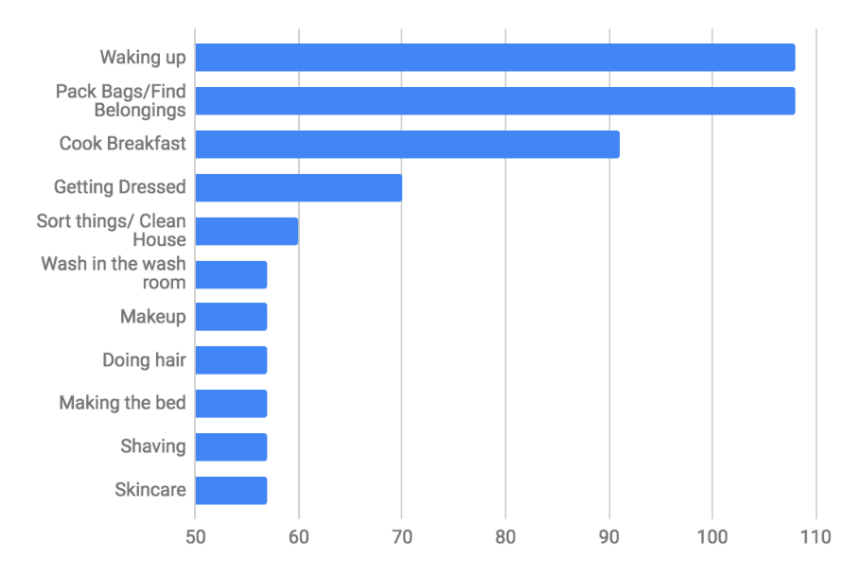 Waking up
Pack Bags/Find
Belongings
Cook Breakfast
Getting Dressed
Sort things/ Clean
House
Wash in the wash
room
Makeup
Doing hair
Making the bed
Shaving
Skincare
50 60 70 80 90 100 110